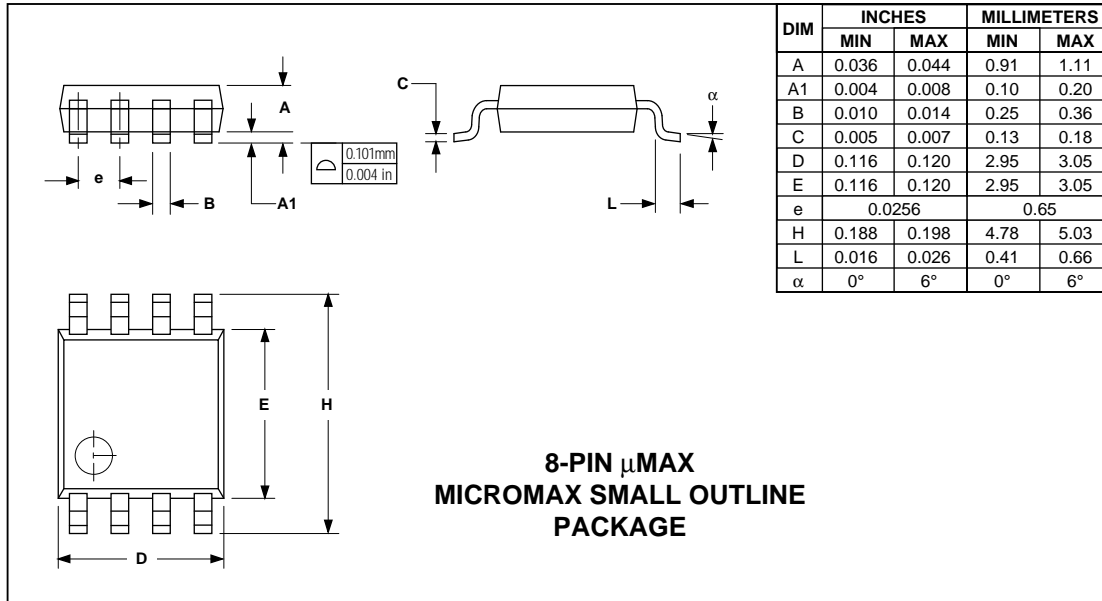 A
C
α
0.101mm
0.004 in
e
B
A1
L
DIM INCHES MILLIMETERS
MIN MAX MIN MAX
A 0.036 0.044 0.91 1.11
A1 0.004 0.008 0.10 0.20
B 0.010 0.014 0.25 0.36
C 0.005 0.007 0.13 0.18
D 0.116 0.120 2.95 3.05
E 0.116 0.120 2.95 3.05
e 0.0256 0.65
H 0.188 0.198 4.78 5.03
L 0.016 0.026 0.41 0.66
α 0° 6° 0° 6°
E
H
D
8-PIN µMAX
MICROMAX SMALL OUTLINE
PACKAGE